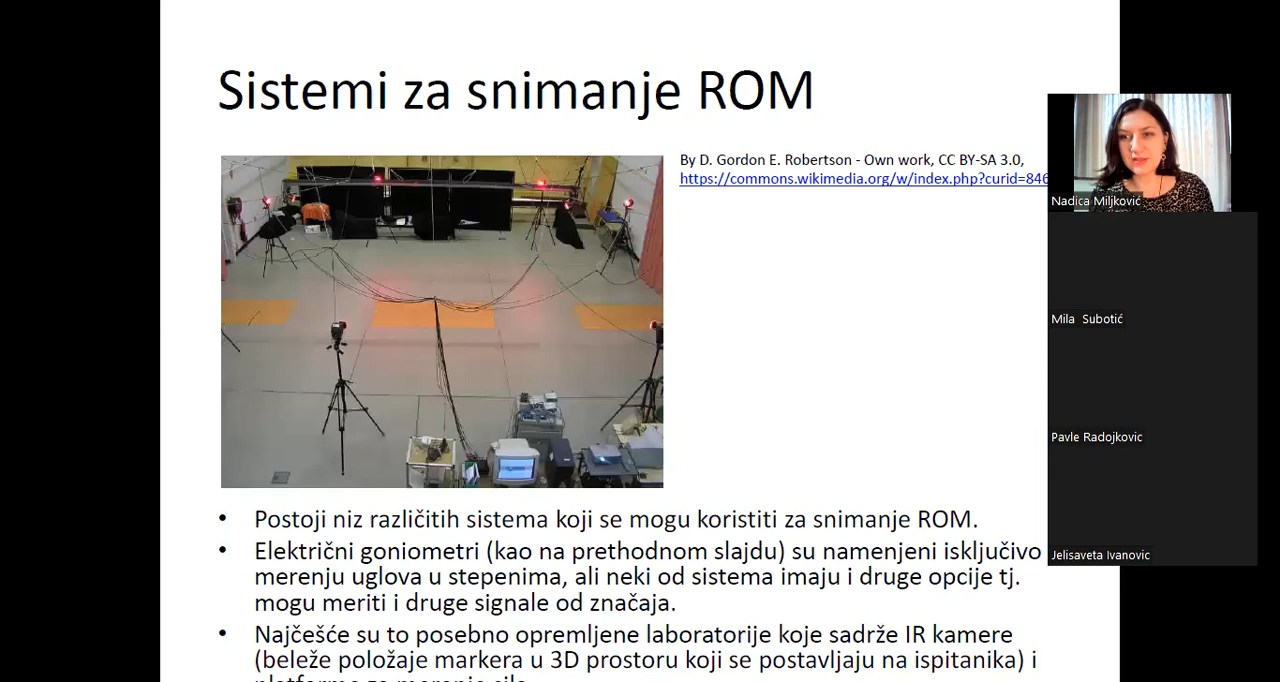 Sistemi za snimanje ROM
By D. Gordon E. Robertson - Own work, CC BY-SA 3.0,
https://commons.wikimedia.org/w/index.php?curid=846
Nadica Miljković
Mila Subotić
Pavle Radojkovic
Jelisaveta Ivanovic
• Postoji niz različitih sistema koji se mogu koristiti za snimanje ROM.
• Električni goniometri (kao na prethodnom slajdu) su namenjeni isključivo
merenju uglova u stepenima, ali neki od sistema imaju i druge opcije tj.
mogu meriti i druge signale od značaja.
• Najčešće su to posebno opremljene laboratorije koje sadrže IR kamere
(beleže položaje markera u 3D prostoru koji se postavljaju na ispitanika) i